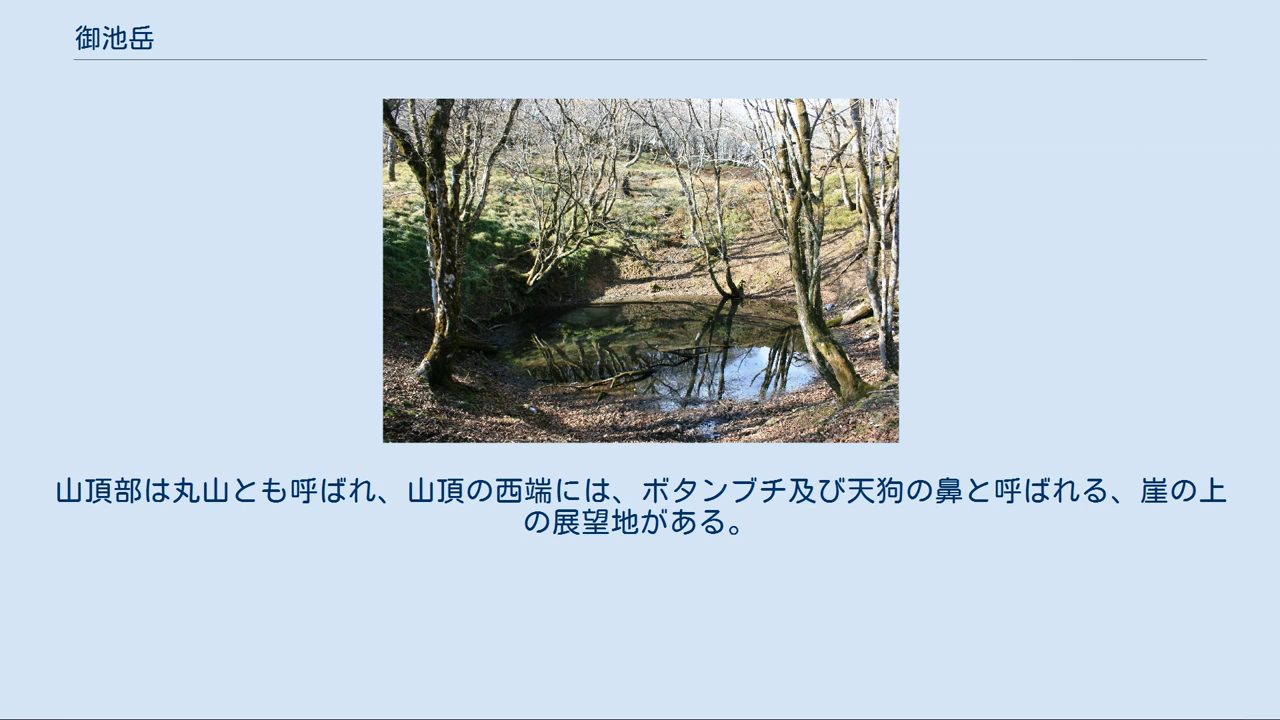 御池岳
山頂部は丸山とも呼ばれ、山頂の西端には、ボタンブチ及び天狗の鼻と呼ばれる、崖の上
の展望地がある。